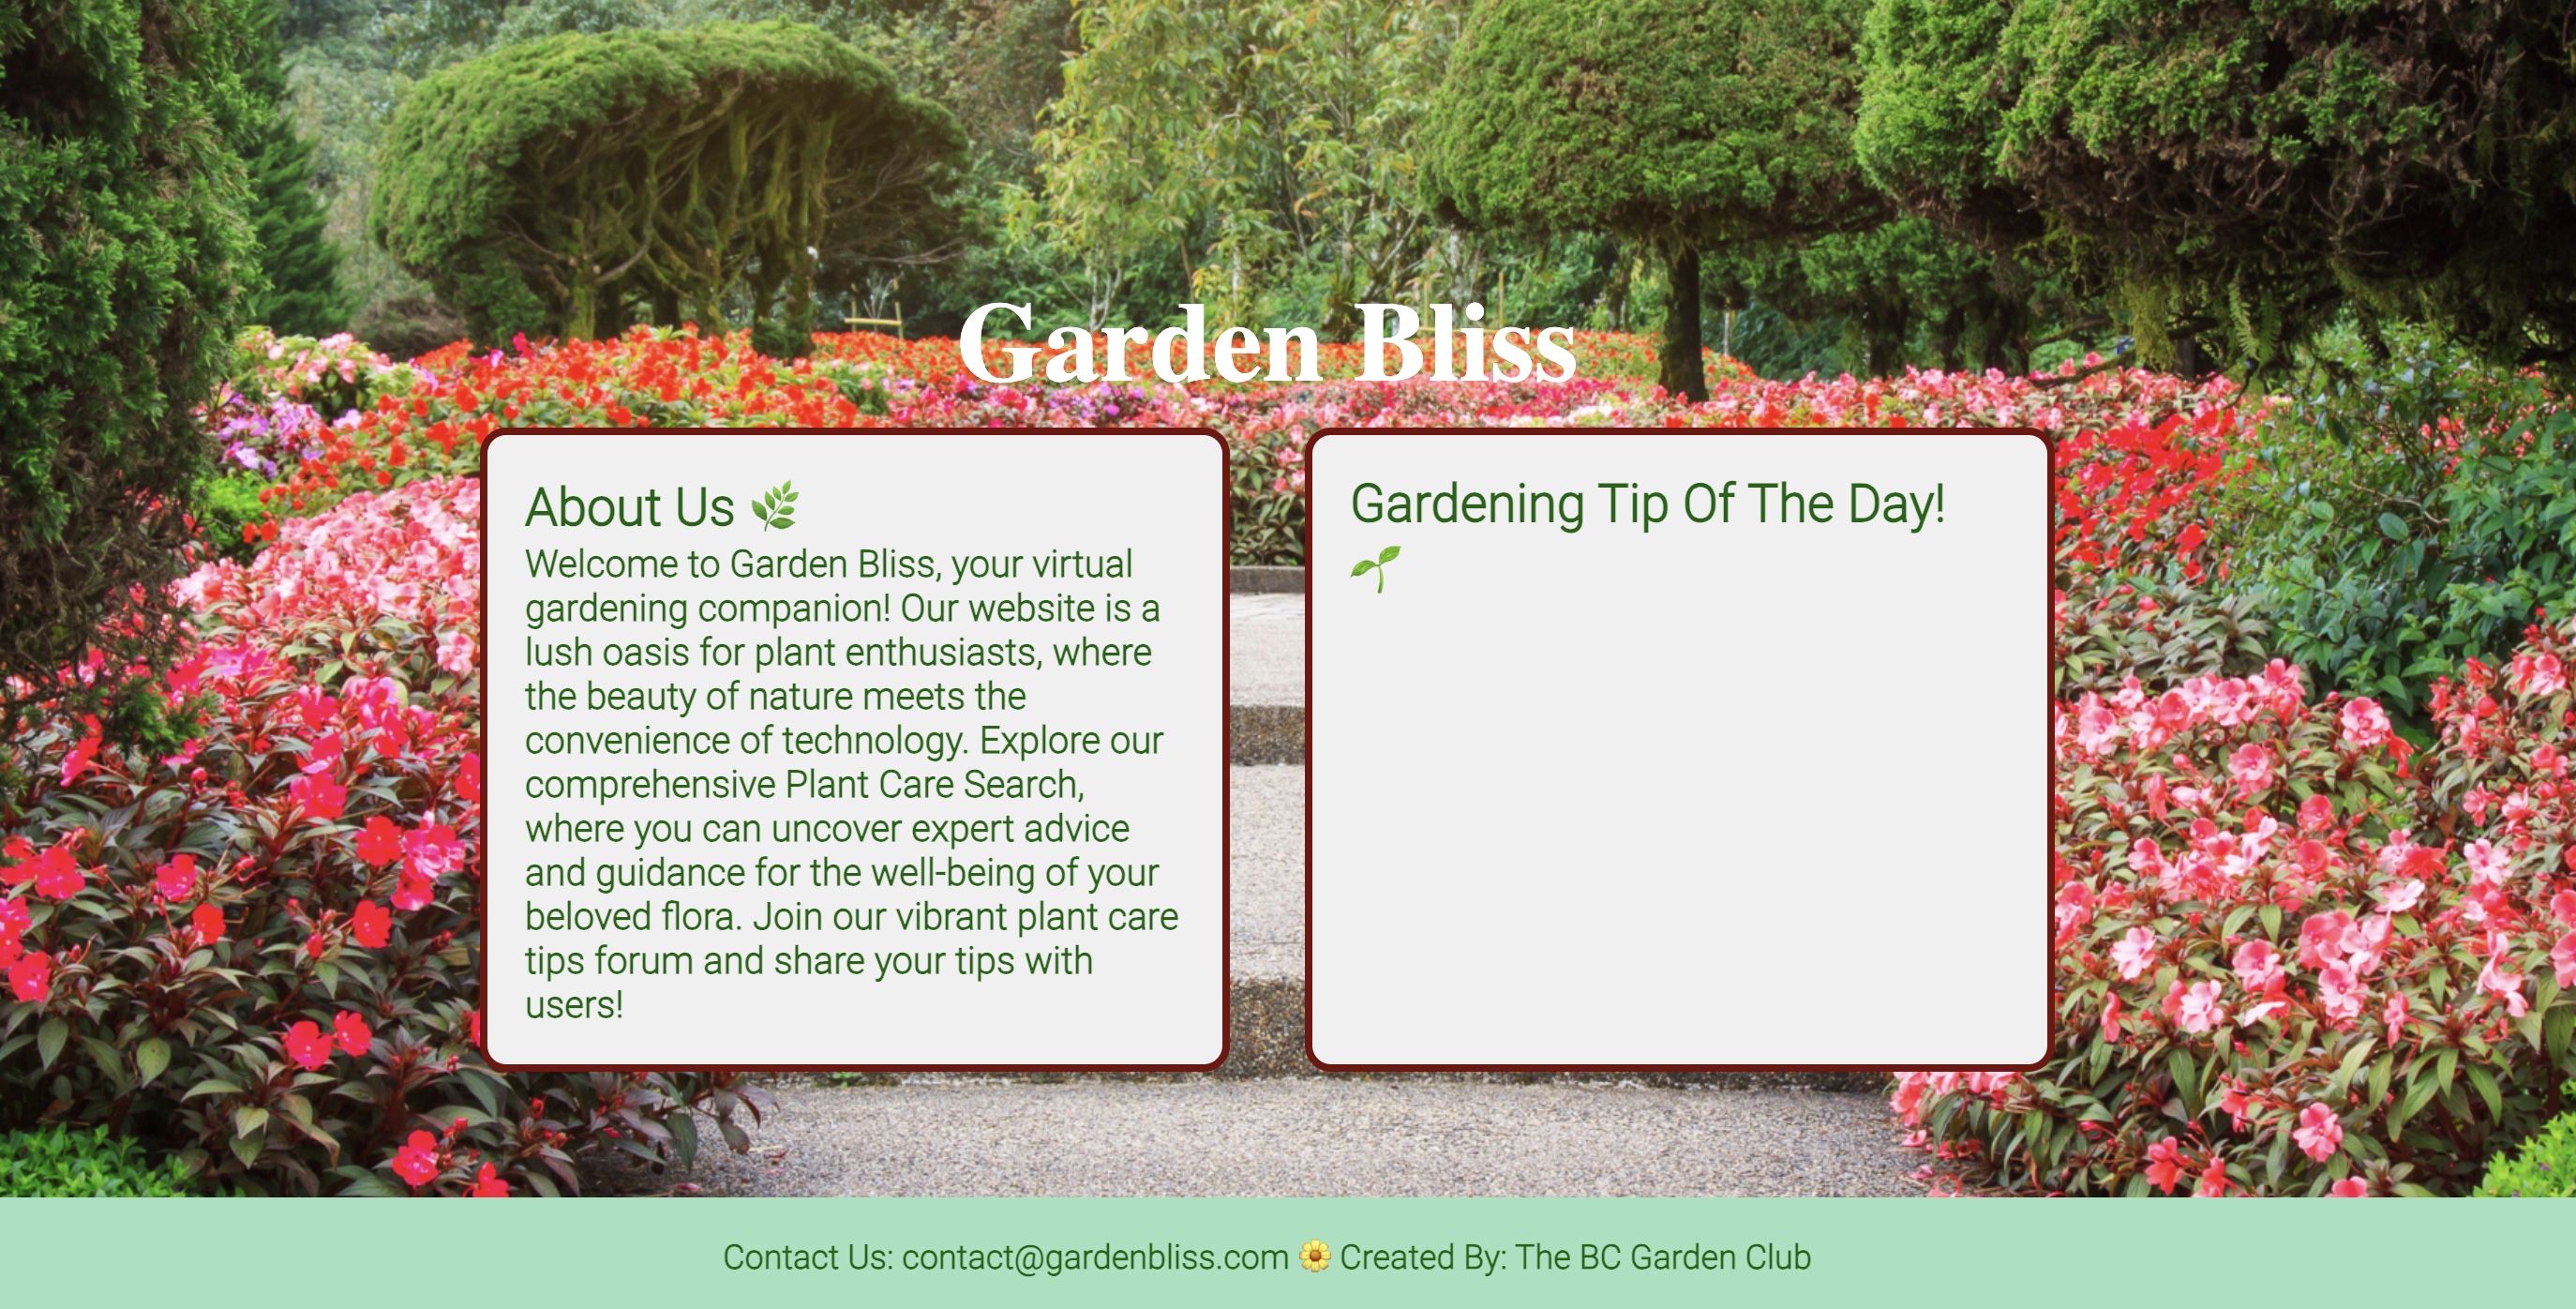 Garden Bliss
About Us 🌿
Welcome to Garden Bliss, your virtual
gardening companion! Our website is a
lush oasis for plant enthusiasts, where
the beauty of nature meets the
convenience of technology. Explore our
comprehensive Plant Care Search,
where you can uncover expert advice
and guidance for the well-being of your
beloved flora. Join our vibrant plant care
tips forum and share your tips with
users!
Gardening Tip Of The Day!
🌱
Contact Us: contact@gardenbliss.com 🌼 Created By: The BC Garden Club